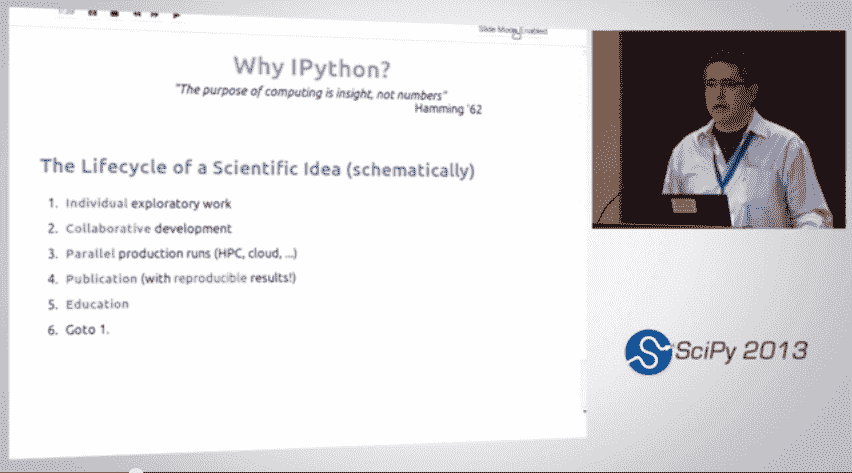 Slide Mode Enabled
Why IPython?
"The purpose of computing is insight, not numbers"
Hamming '62
The Lifecycle of a Scientific Idea (schematically)
1. Individual exploratory work
2. Collaborative development
3. Parallel production runs (HPC, cloud, ...)
4. Publication (with reproducible results!)
5. Education
6. Goto 1.
SciPy 2013